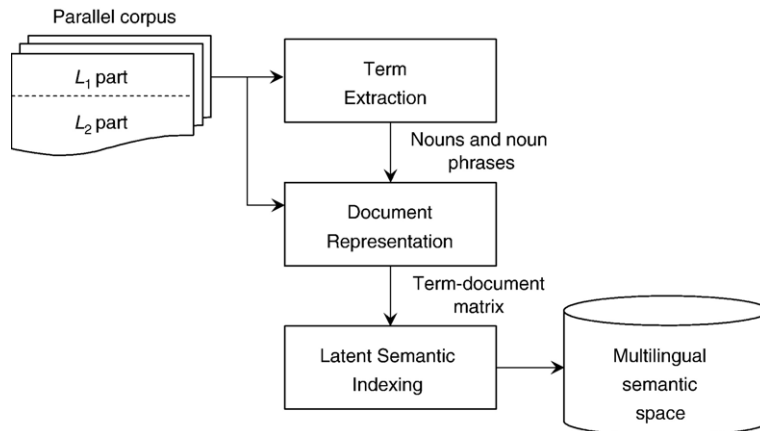 Parallel corpus
L₁ part
L₂ part
Term
Extraction
Nouns and noun
phrases
Document
Representation
Term-document
matrix
Latent Semantic
Indexing
Multilingual
semantic
space